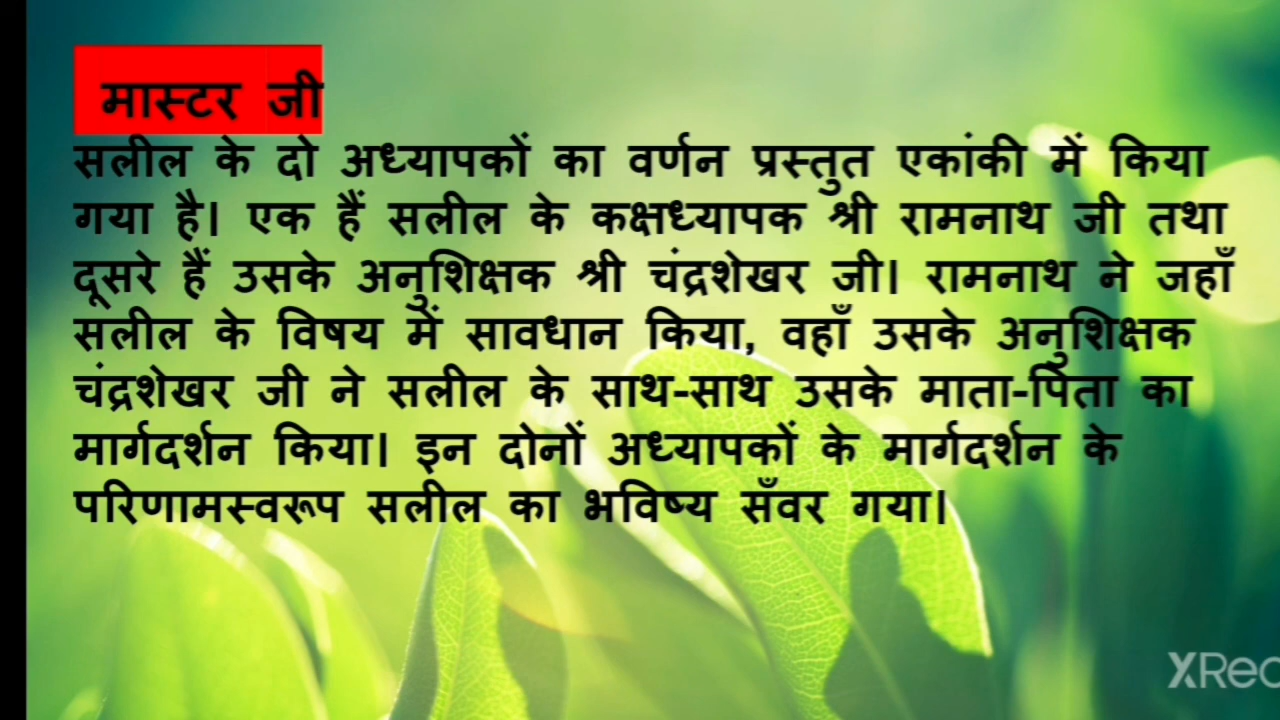 मास्टर जी
सलील के दो अध्यापकों का वर्णन प्रस्तुत एकांकी में किया
गया है। एक हैं सलील के कक्षध्यापक श्री रामनाथ जी तथा
दूसरे हैं उसके अनुशिक्षक श्री चंद्रशेखर जी। रामनाथ ने जहाँ
सलील के विषय में सावधान किया, वहाँ उसके अनुशिक्षक
चंद्रशेखर जी ने सलील के साथ-साथ उसके माता-पिता का
मार्गदर्शन किया। इन दोनों अध्यापकों के मार्गदर्शन के
परिणामस्वरूप सलील का भविष्य सँवर गया।
XRec